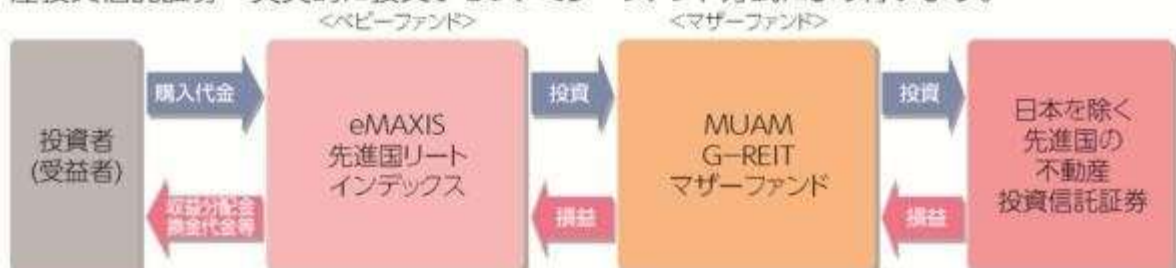 <ベビーファンド>
<マザーファンド>
投資者
(受益者)
購入代金
収益分配金
換金代金等
eMAXIS
先進国リート
インデックス
投資
損益
MUAM
G-REIT
マザーファンド
投資
損益
日本を除く
先進国の
不動産
投資信託証券